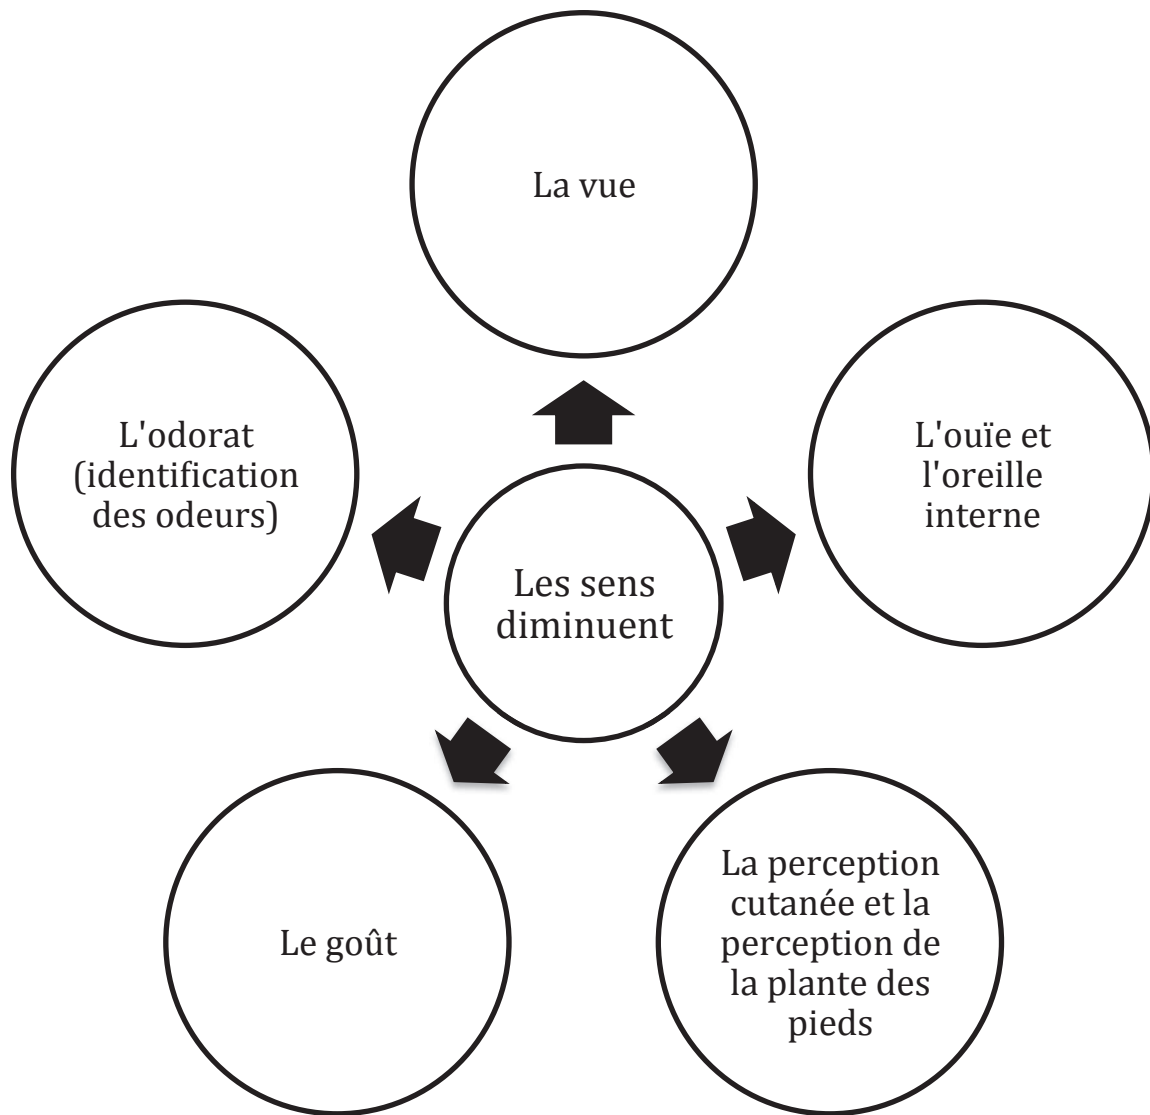 La vue
L'odorat
(identification
des odeurs)
L'ouïe et
l'oreille
interne
Les sens
diminuent
Le goût
La perception
cutanée et la
perception de
la plante des
pieds